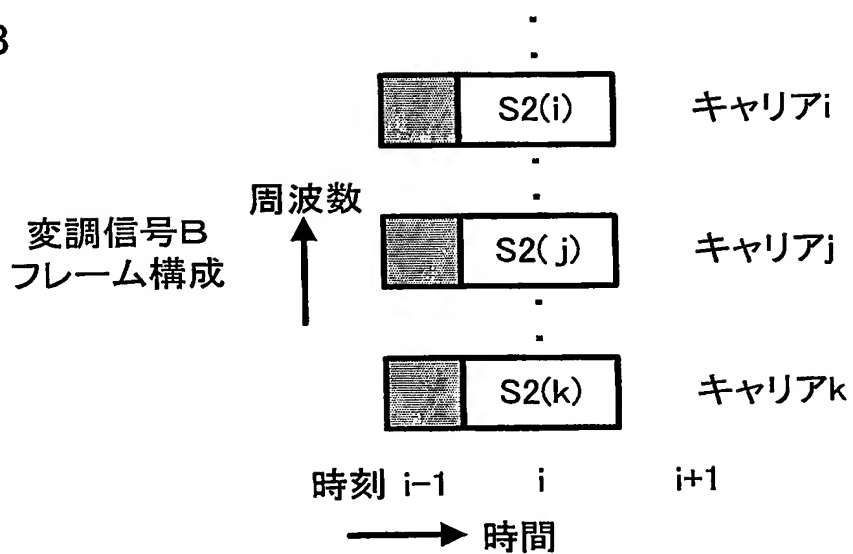 S2(i) キャリアi
周波数
変調信号B
フレーム構成
S2(j) キャリアj
S2(k) キャリアk
時刻 i-1 i i+1
時間